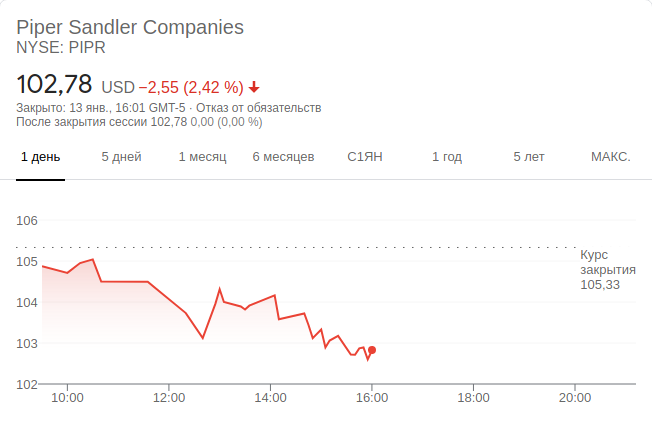 Piper Sandler Companies
NYSE: PIPR
102,78 USD −2,55 (2,42 %)
Закрыто: 13 янв., 16:01 GMT-5 · Отказ от обязательств
После закрытия сессии 102,78 0,00 (0,00 %)
1 день 5 дней 1 месяц 6 месяцев С1ЯН 1 год 5 лет МАКС.
106
105
104
103
102
Курс
закрытия
105,33
10:00 12:00 14:00 16:00 18:00 20:00